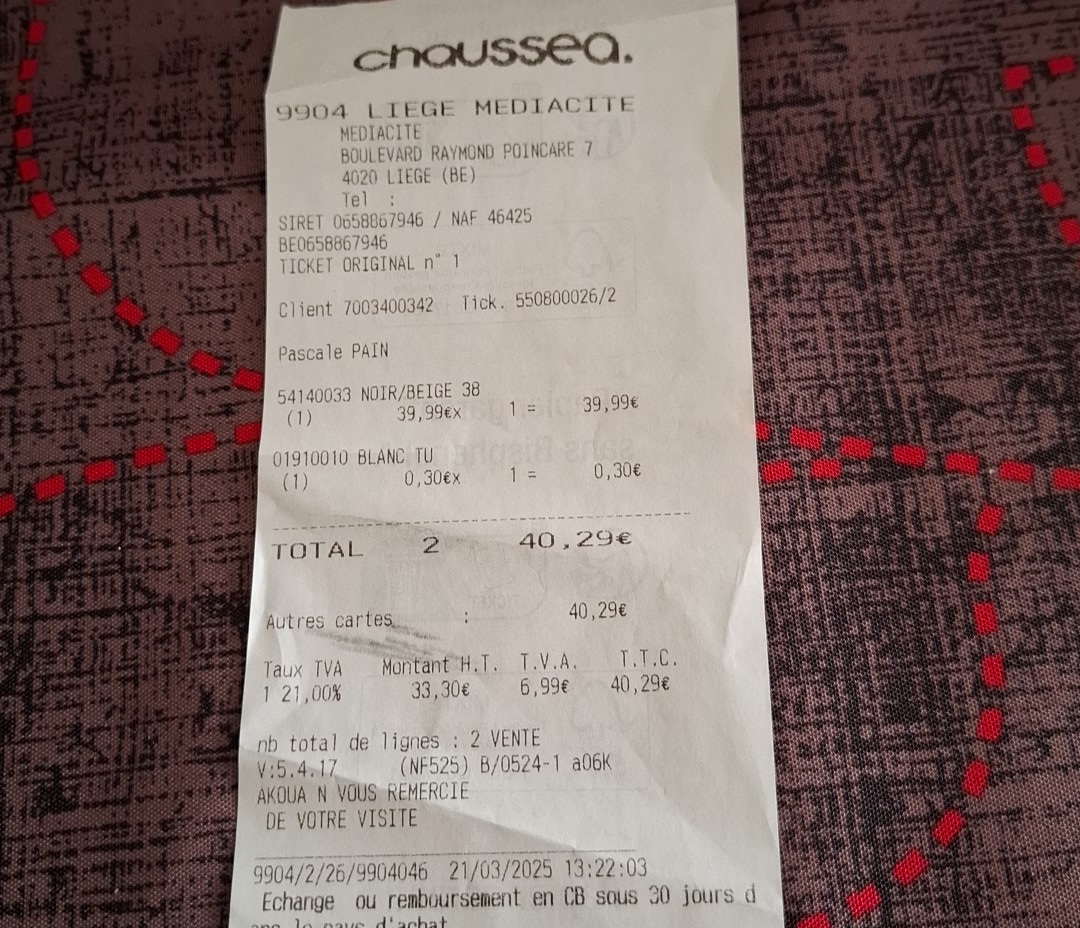 chaussea.
9904 LIEGE MEDIACITE
MEDIACITE
BOULEVARD RAYMOND POINCARE 7
4020 LIEGE (BE)
Tel :
SIRET 0658867946 / NAF 46425
BE0658867946
TICKET ORIGINAL n° 1
Client 7003400342 Tick. 550800026/2
Pascale PAIN
54140033 NOIR/BEIGE 38
(1) 39,99€x 1 = 39,99€
01910010 BLANC TU
(1) 0,30€x 1 = 0,30€
TOTAL 2 40,29€
Autres cartes : 40,29€
Taux TVA Montant H.T. T.V.A. T.T.C.
1 21,00% 33,30€ 6,99€ 40,29€
nb total de lignes : 2 VENTE
V:5.4.17 (NF525) B/0524-1 a06K
AKOUA N VOUS REMERCIE
DE VOTRE VISITE
9904/2/26/9904046 21/03/2025 13:22:03
Echange ou remboursement en CB sous 30 jours d
ans le pays d'achat